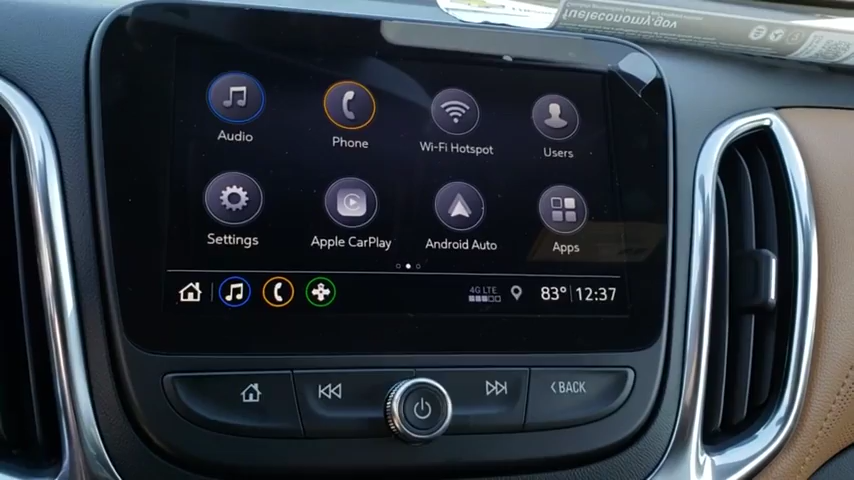 fueleconomy.gov
Audio
Phone
Wi-Fi Hotspot
Users
Settings
Apple CarPlay
Android Auto
Apps
4G LTE
83° 12:37
BACK